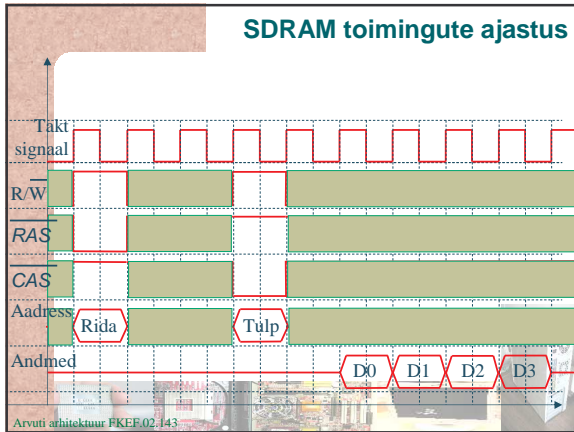 SDRAM toimingute ajastus
Takt
signaal
R/W
RAS
CAS
Aadress
Rida
Tulp
Andmed
D0
D1
D2
D3
Arvuti arhitektuur FKEF.02.143